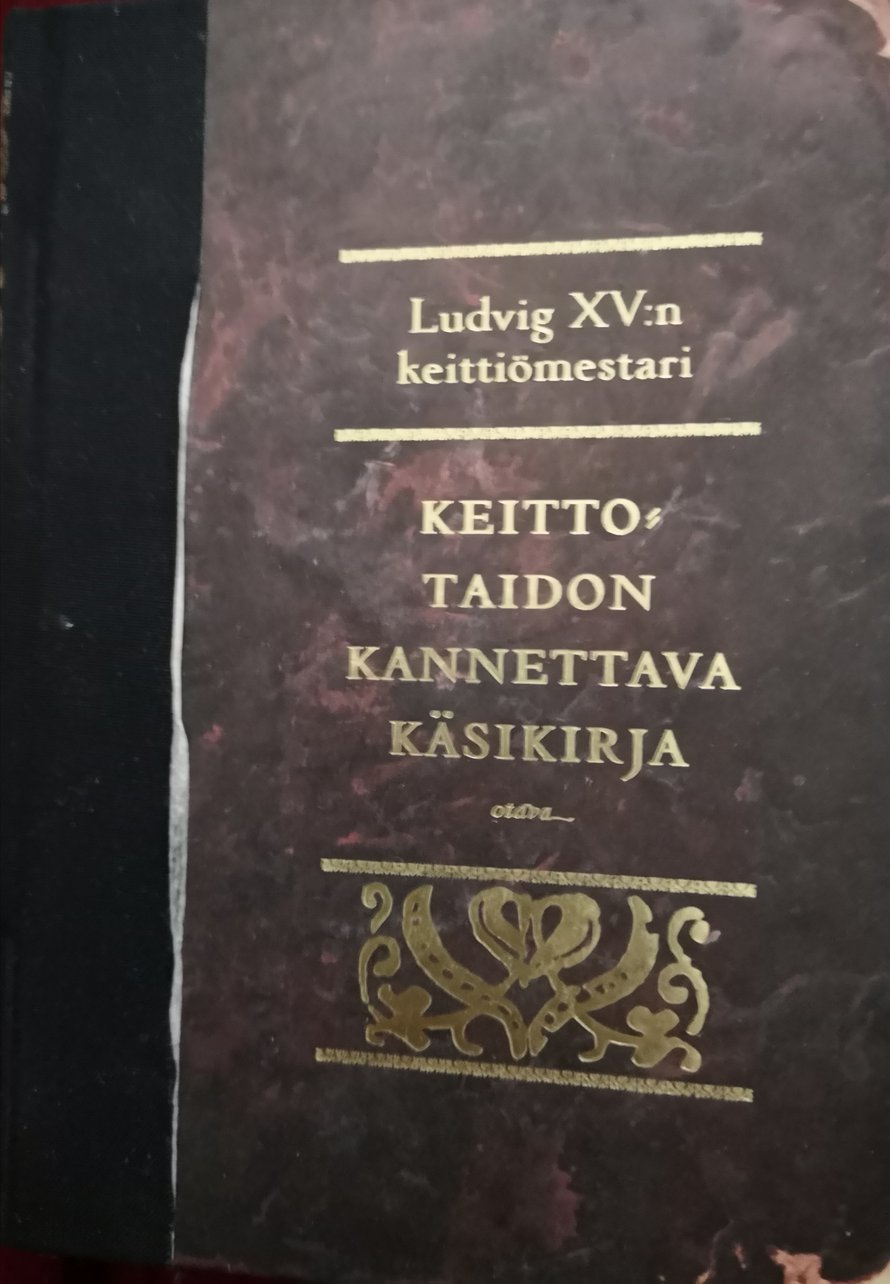 Ludvig XV:n
keittiömestari
KEITTO-
TAIDON
KANNETTAVA
KÄSIKIRJA
otava